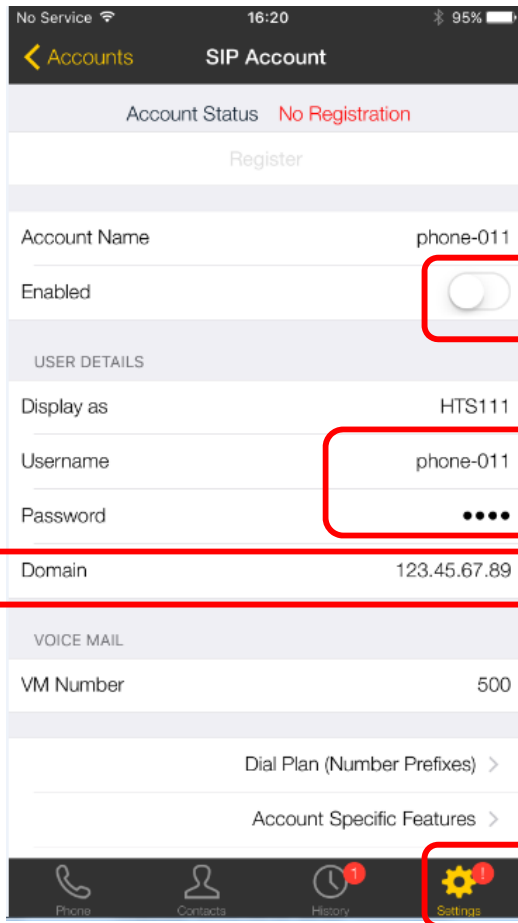 No Service 16:20 95%
Accounts SIP Account
Account Status No Registration
Register
Account Name phone-011
Enabled
USER DETAILS
Display as HTS111
Username phone-011
Password ••••
Domain 123.45.67.89
VOICE MAIL
VM Number 500
Dial Plan (Number Prefixes) >
Account Specific Features >
1 !
Phone Contacts History Settings